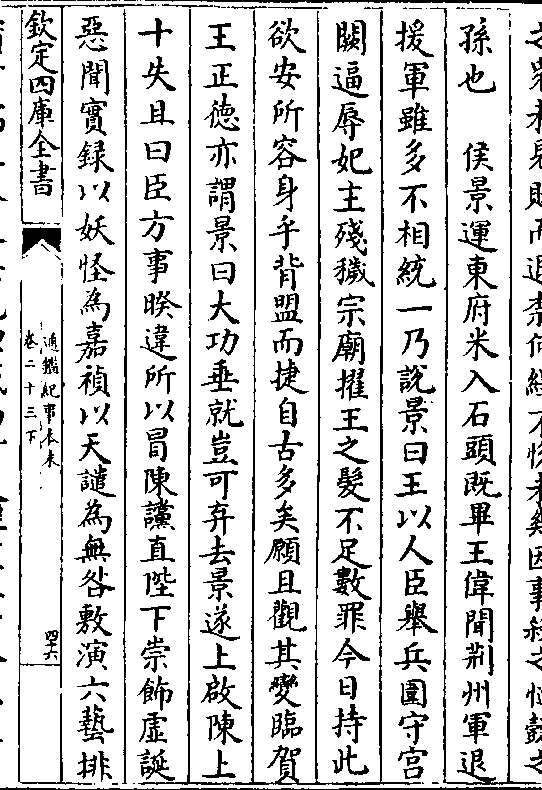 孫也　侯景運東府米入石頭既畢王偉聞荆州軍退
援軍雖多不相統一乃說景曰王以人臣舉兵圍守宫
闕逼辱妃主殘穢宗廟擢王之髮不足數罪今日持此
欲安所容身乎背盟而捷自古多矣願且觀其變臨賀
王正德亦謂景曰大功垂就豈可弃去景遂上啟陳上
十失且曰臣方事睽違所以冒陳讜直陛下崇飾虚誕
惡聞實録以妖怪為嘉禎以天譴為無咎敷演六藝排
欽定四庫全書
通鑑紀事本末
卷二十三下
四十六